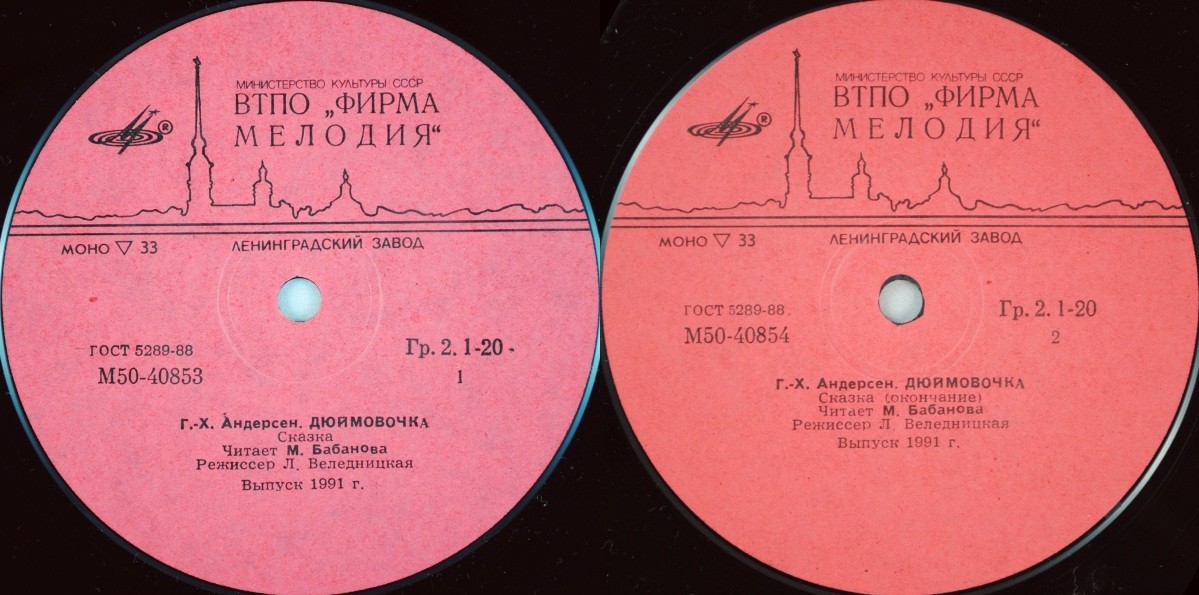 МИНИСТЕРСТВО КУЛЬТУРЫ СССР
ВТПО „ФИРМА
МЕЛОДИЯ“
®
МОНО ▽ 33
ЛЕНИНГРАДСКИЙ ЗАВОД
ГОСТ 5289-88
Гр. 2. 1-20
М50-40853
1
Г.-Х. Андерсен. ДЮЙМОВОЧКА
Сказка
Читает М. Бабанова
Режиссер Л. Веледницкая
Выпуск 1991 г.
МИНИСТЕРСТВО КУЛЬТУРЫ СССР
ВТПО „ФИРМА
МЕЛОДИЯ“
®
МОНО ▽ 33
ЛЕНИНГРАДСКИЙ ЗАВОД
ГОСТ 5289-88.
Гр. 2. 1-20
М50-40854
2
Г.-Х. Андерсен. ДЮЙМОВОЧКА
Сказка (окончание)
Читает М. Бабанова
Режиссер Л. Веледницкая
Выпуск 1991 г.